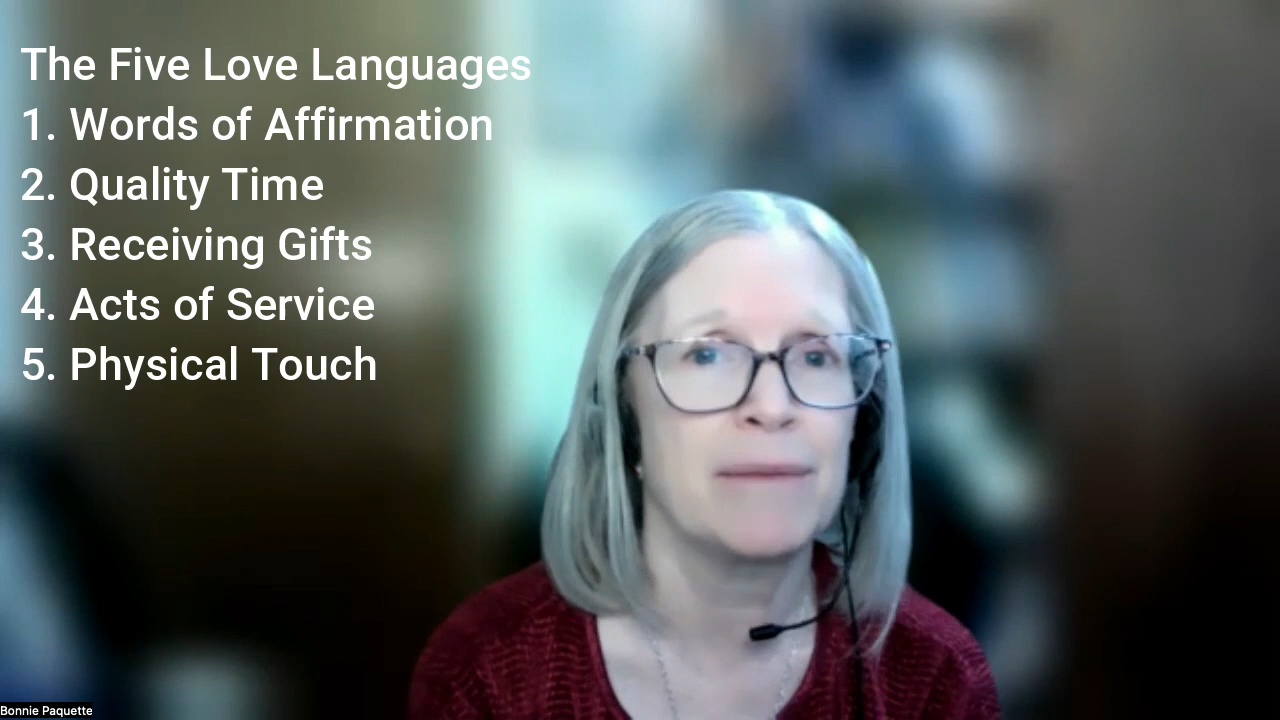 The Five Love Languages
1. Words of Affirmation
2. Quality Time
3. Receiving Gifts
4. Acts of Service
5. Physical Touch
Bonnie Paquette